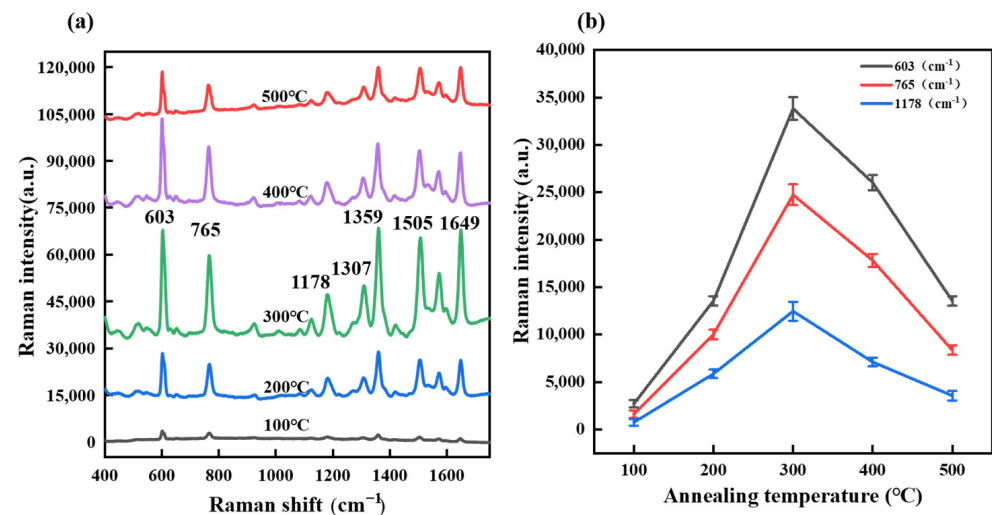 (a)
120,000
105,000
90,000
75,000
60,000
45,000
30,000
15,000
0
Raman intensity(a.u.)
500℃
400℃
300℃
200℃
100℃
603
765
1178
1307
1359
1505
1649
400 600 800 1000 1200 1400 1600
Raman shift (cm⁻¹)
(b)
40,000
35,000
30,000
25,000
20,000
15,000
10,000
5,000
0
Raman intensity (a.u.)
603（cm⁻¹）
765（cm⁻¹）
1178（cm⁻¹）
100 200 300 400 500
Annealing temperature (℃)